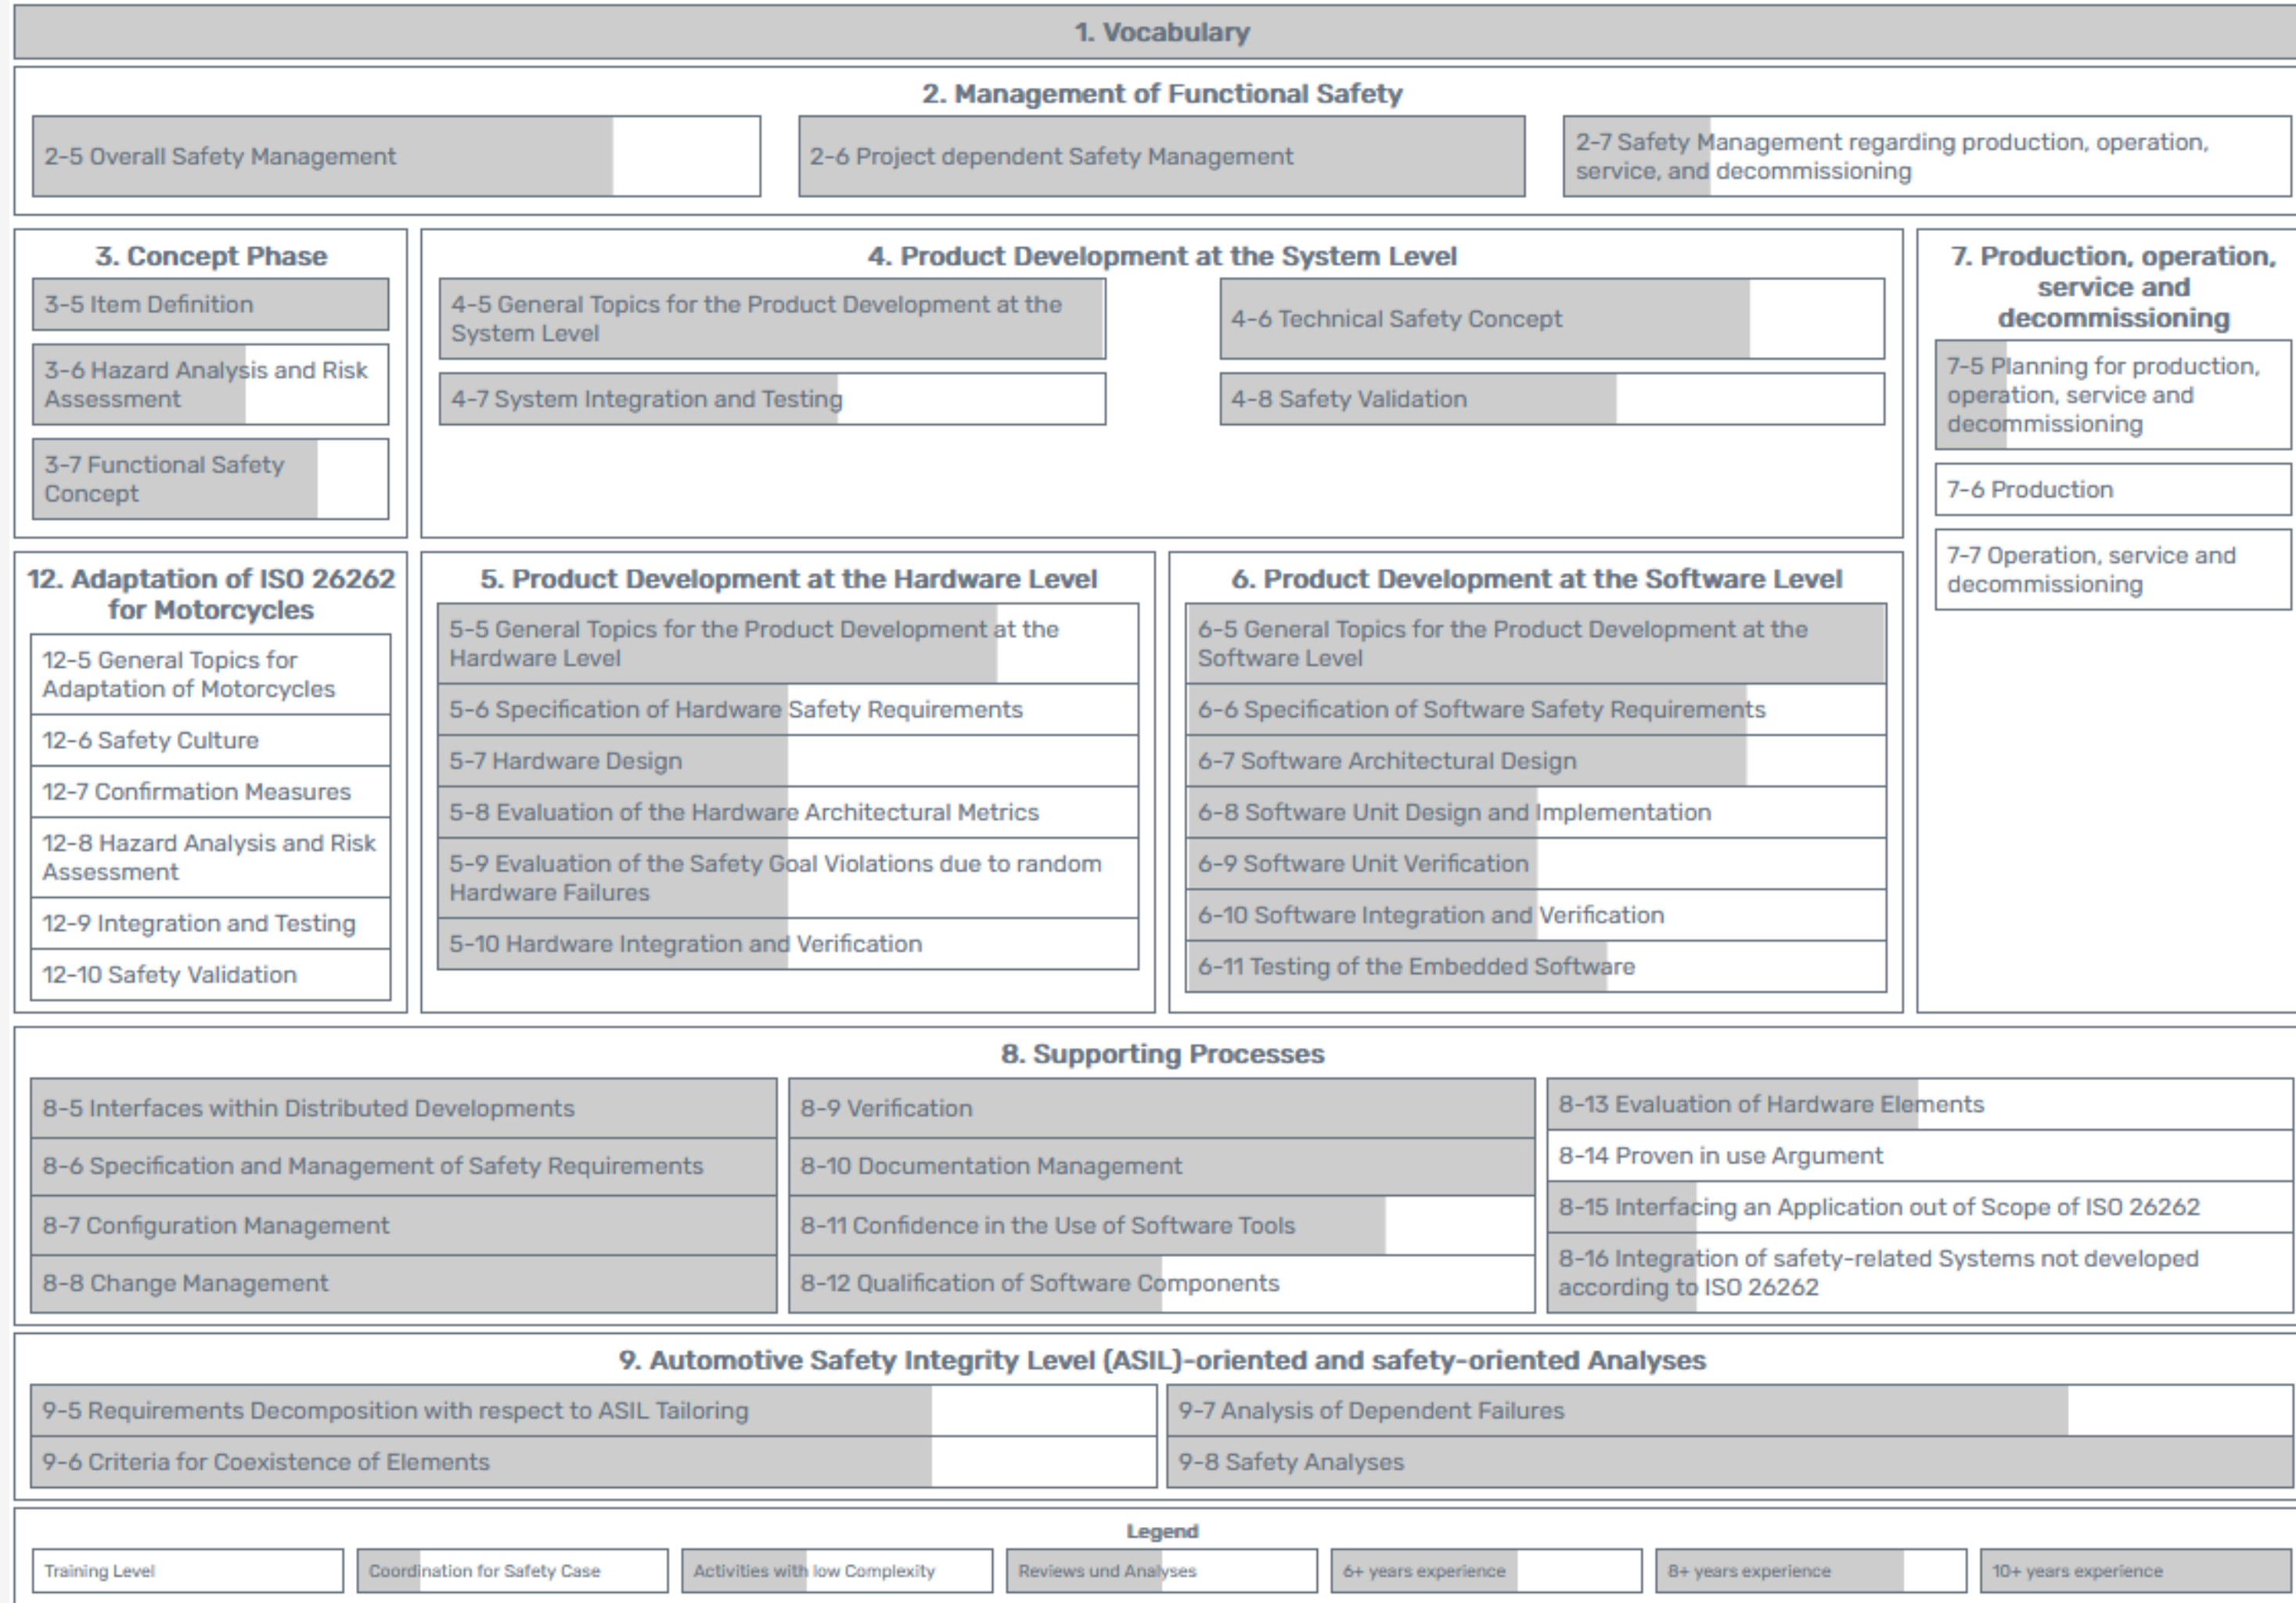 1. Vocabulary
2. Management of Functional Safety
2-5 Overall Safety Management
2-6 Project dependent Safety Management
2-7 Safety Management regarding production, operation,
service, and decommissioning
3. Concept Phase
3-5 Item Definition
3-6 Hazard Analysis and Risk
Assessment
3-7 Functional Safety
Concept
4. Product Development at the System Level
4-5 General Topics for the Product Development at the
System Level
4-6 Technical Safety Concept
4-7 System Integration and Testing
4-8 Safety Validation
7. Production, operation,
service and
decommissioning
7-5 Planning for production,
operation, service and
decommissioning
7-6 Production
7-7 Operation, service and
decommissioning
12. Adaptation of ISO 26262
for Motorcycles
12-5 General Topics for
Adaptation of Motorcycles
12-6 Safety Culture
12-7 Confirmation Measures
12-8 Hazard Analysis and Risk
Assessment
12-9 Integration and Testing
12-10 Safety Validation
5. Product Development at the Hardware Level
5-5 General Topics for the Product Development at the
Hardware Level
5-6 Specification of Hardware Safety Requirements
5-7 Hardware Design
5-8 Evaluation of the Hardware Architectural Metrics
5-9 Evaluation of the Safety Goal Violations due to random
Hardware Failures
5-10 Hardware Integration and Verification
6. Product Development at the Software Level
6-5 General Topics for the Product Development at the
Software Level
6-6 Specification of Software Safety Requirements
6-7 Software Architectural Design
6-8 Software Unit Design and Implementation
6-9 Software Unit Verification
6-10 Software Integration and Verification
6-11 Testing of the Embedded Software
8. Supporting Processes
8-5 Interfaces within Distributed Developments
8-6 Specification and Management of Safety Requirements
8-7 Configuration Management
8-8 Change Management
8-9 Verification
8-10 Documentation Management
8-11 Confidence in the Use of Software Tools
8-12 Qualification of Software Components
8-13 Evaluation of Hardware Elements
8-14 Proven in use Argument
8-15 Interfacing an Application out of Scope of ISO 26262
8-16 Integration of safety-related Systems not developed
according to ISO 26262
9. Automotive Safety Integrity Level (ASIL)-oriented and safety-oriented Analyses
9-5 Requirements Decomposition with respect to ASIL Tailoring
9-6 Criteria for Coexistence of Elements
9-7 Analysis of Dependent Failures
9-8 Safety Analyses
Legend
Training Level
Coordination for Safety Case
Activities with low Complexity
Reviews und Analyses
6+ years experience
8+ years experience
10+ years experience